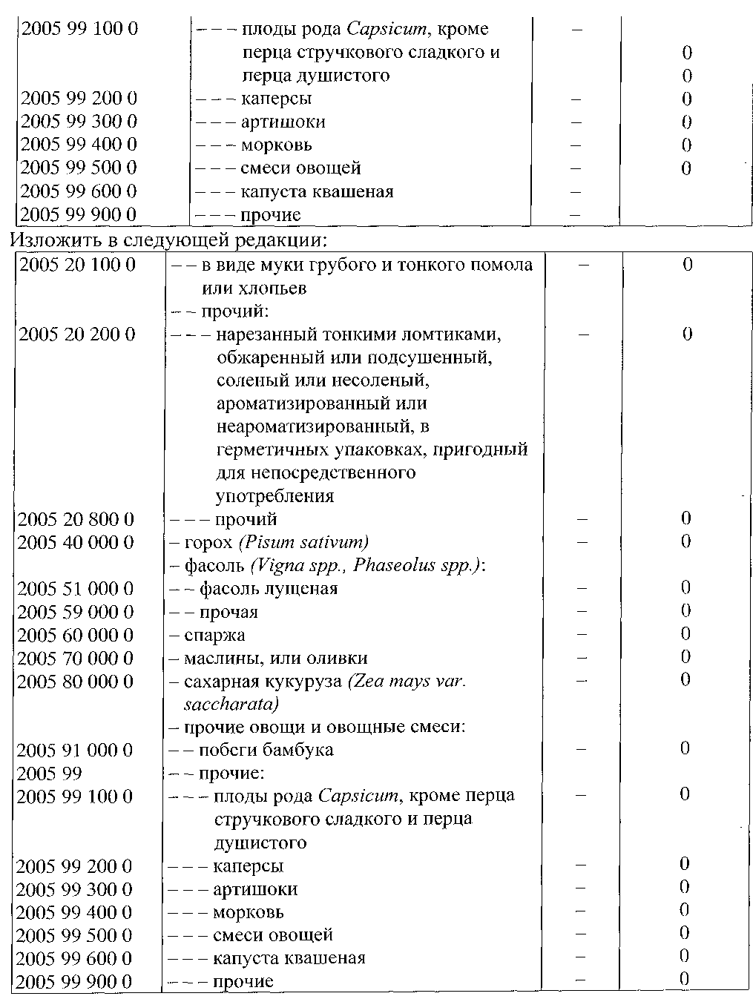 2005 99 100 0 – – – плоды рода Capsicum, кроме –
перца стручкового сладкого и 0
перца душистого 0
2005 99 200 0 – – – каперсы – 0
2005 99 300 0 – – – артишоки – 0
2005 99 400 0 – – – морковь – 0
2005 99 500 0 – – – смеси овощей – 0
2005 99 600 0 – – – капуста квашеная –
2005 99 900 0 – – – прочие –
Изложить в следующей редакции:
2005 20 100 0 – – в виде муки грубого и тонкого помола – 0
или хлопьев
– – прочий:
2005 20 200 0 – – – нарезанный тонкими ломтиками, – 0
обжаренный или подсушенный,
соленый или несоленый,
ароматизированный или
неароматизированный, в
герметичных упаковках, пригодный
для непосредственного
употребления
2005 20 800 0 – – – прочий – 0
2005 40 000 0 – горох (Pisum sativum) – 0
– фасоль (Vigna spp., Phaseolus spp.):
2005 51 000 0 – – фасоль лущеная – 0
2005 59 000 0 – – прочая – 0
2005 60 000 0 – спаржа – 0
2005 70 000 0 – маслины, или оливки – 0
2005 80 000 0 – сахарная кукуруза (Zea mays var. – 0
saccharata)
– прочие овощи и овощные смеси:
2005 91 000 0 – – побеги бамбука – 0
2005 99 – – прочие:
2005 99 100 0 – – – плоды рода Capsicum, кроме перца – 0
стручкового сладкого и перца
душистого
2005 99 200 0 – – – каперсы – 0
2005 99 300 0 – – – артишоки – 0
2005 99 400 0 – – – морковь – 0
2005 99 500 0 – – – смеси овощей – 0
2005 99 600 0 – – – капуста квашеная – 0
2005 99 900 0 – – – прочие – 0